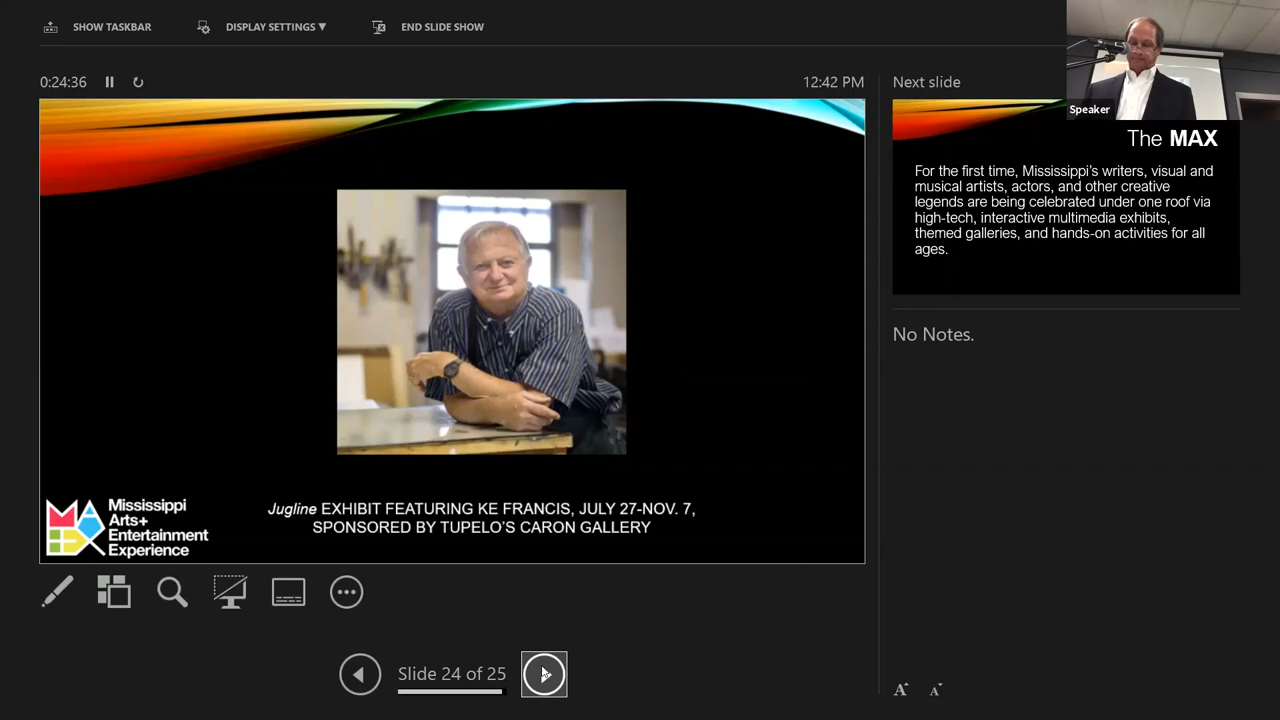 SHOW TASKBAR
DISPLAY SETTINGS ▼
END SLIDE SHOW
0:24:36
12:42 PM
Next slide
Speaker
The MAX
For the first time, Mississippi's writers, visual and
musical artists, actors, and other creative
legends are being celebrated under one roof via
high-tech, interactive multimedia exhibits,
themed galleries, and hands-on activities for all
ages.
No Notes.
Mississippi
Arts+
Entertainment
Experience
Jugline EXHIBIT FEATURING KE FRANCIS, JULY 27-NOV. 7,
SPONSORED BY TUPELO'S CARON GALLERY
Slide 24 of 25
A A